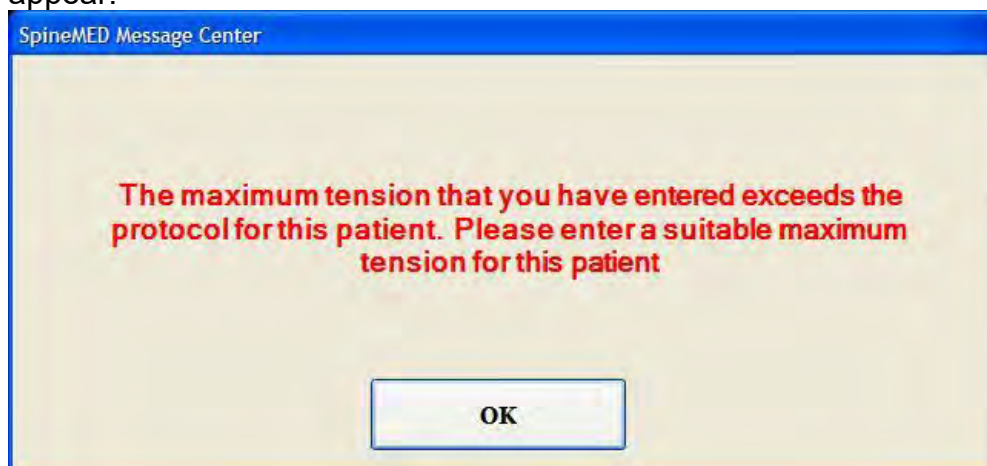 appear.
SpineMED Message Center
The maximum tension that you have entered exceeds the
protocol for this patient. Please enter a suitable maximum
tension for this patient
OK